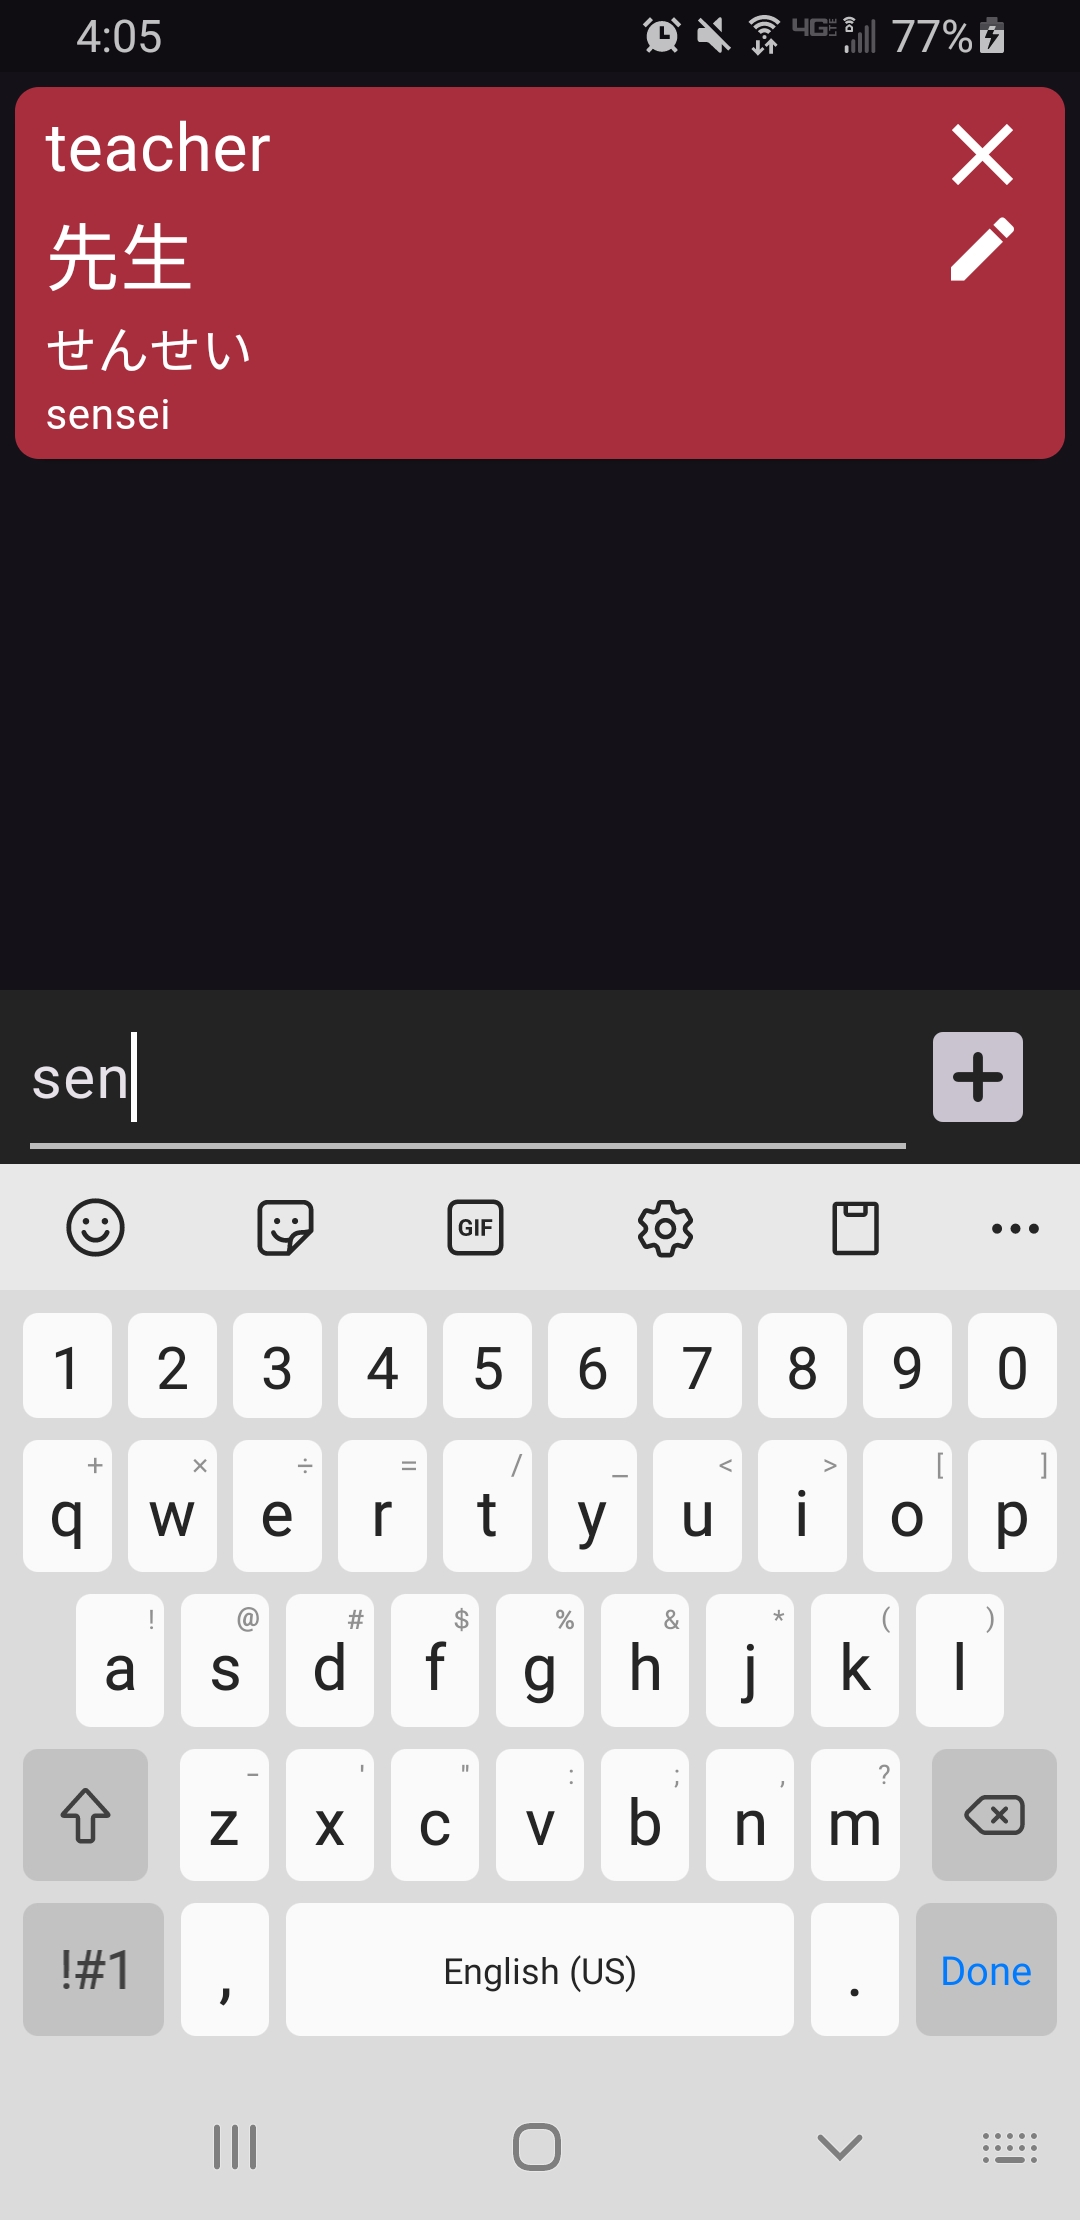 4:05
4G LTE 77%
teacher
先生
せんせい
sensei
sen
GIF
1 2 3 4 5 6 7 8 9 0
+ × ÷ = / _ < > [ ]
q w e r t y u i o p
! @ # $ % & * ( )
a s d f g h j k l
- ' " : ; , ?
z x c v b n m
!#1 , English (US) . Done